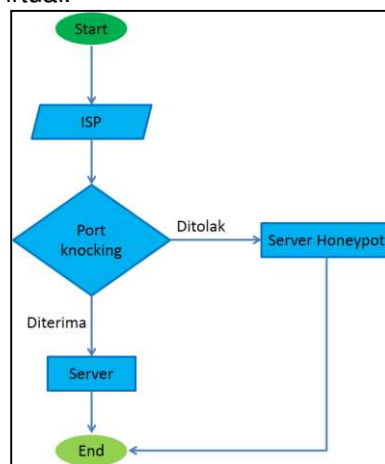 Start
ISP
Port
knocking
Ditolak
Server Honeypot
Diterima
Server
End